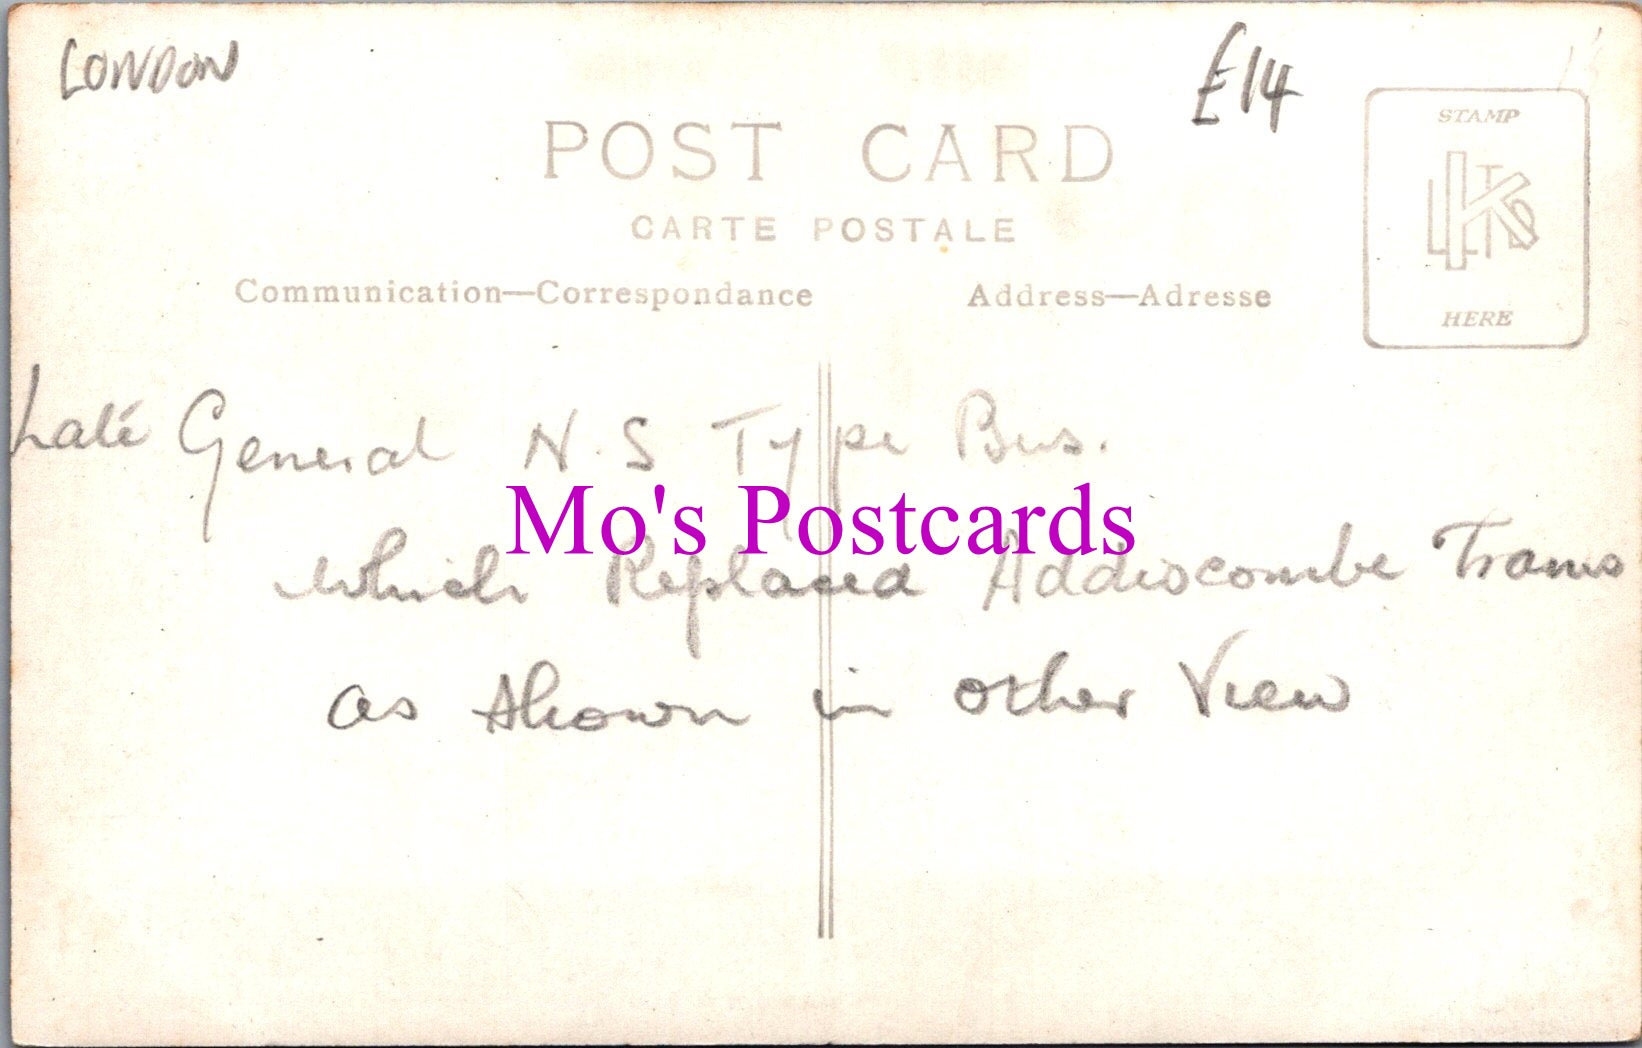 LONDON
£14
POST CARD
CARTE POSTALE
Communication—Correspondance
Address—Adresse
STAMP
K LTD
HERE
Late General N.S Type Bus.
Mo's Postcards
which Replaced Addiscombe Trams
as shown in other View